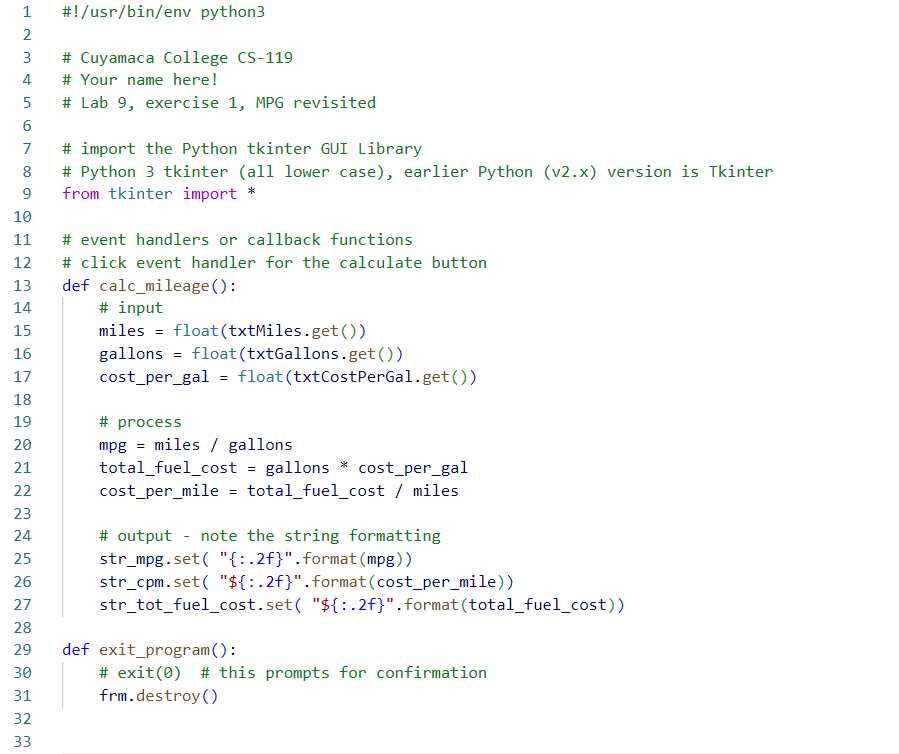 1 #!/usr/bin/env python3
2
3 # Cuyamaca College CS-119
4 # Your name here!
5 # Lab 9, exercise 1, MPG revisited
6
7 # import the Python tkinter GUI Library
8 # Python 3 tkinter (all lower case), earlier Python (v2.x) version is Tkinter
9 from tkinter import *
10
11 # event handlers or callback functions
12 # click event handler for the calculate button
13 def calc_mileage():
14     # input
15     miles = float(txtMiles.get())
16     gallons = float(txtGallons.get())
17     cost_per_gal = float(txtCostPerGal.get())
18
19     # process
20     mpg = miles / gallons
21     total_fuel_cost = gallons * cost_per_gal
22     cost_per_mile = total_fuel_cost / miles
23
24     # output - note the string formatting
25     str_mpg.set( "{:.2f}".format(mpg))
26     str_cpm.set( "${:.2f}".format(cost_per_mile))
27     str_tot_fuel_cost.set( "${:.2f}".format(total_fuel_cost))
28
29 def exit_program():
30     # exit(0)  # this prompts for confirmation
31     frm.destroy()
32
33